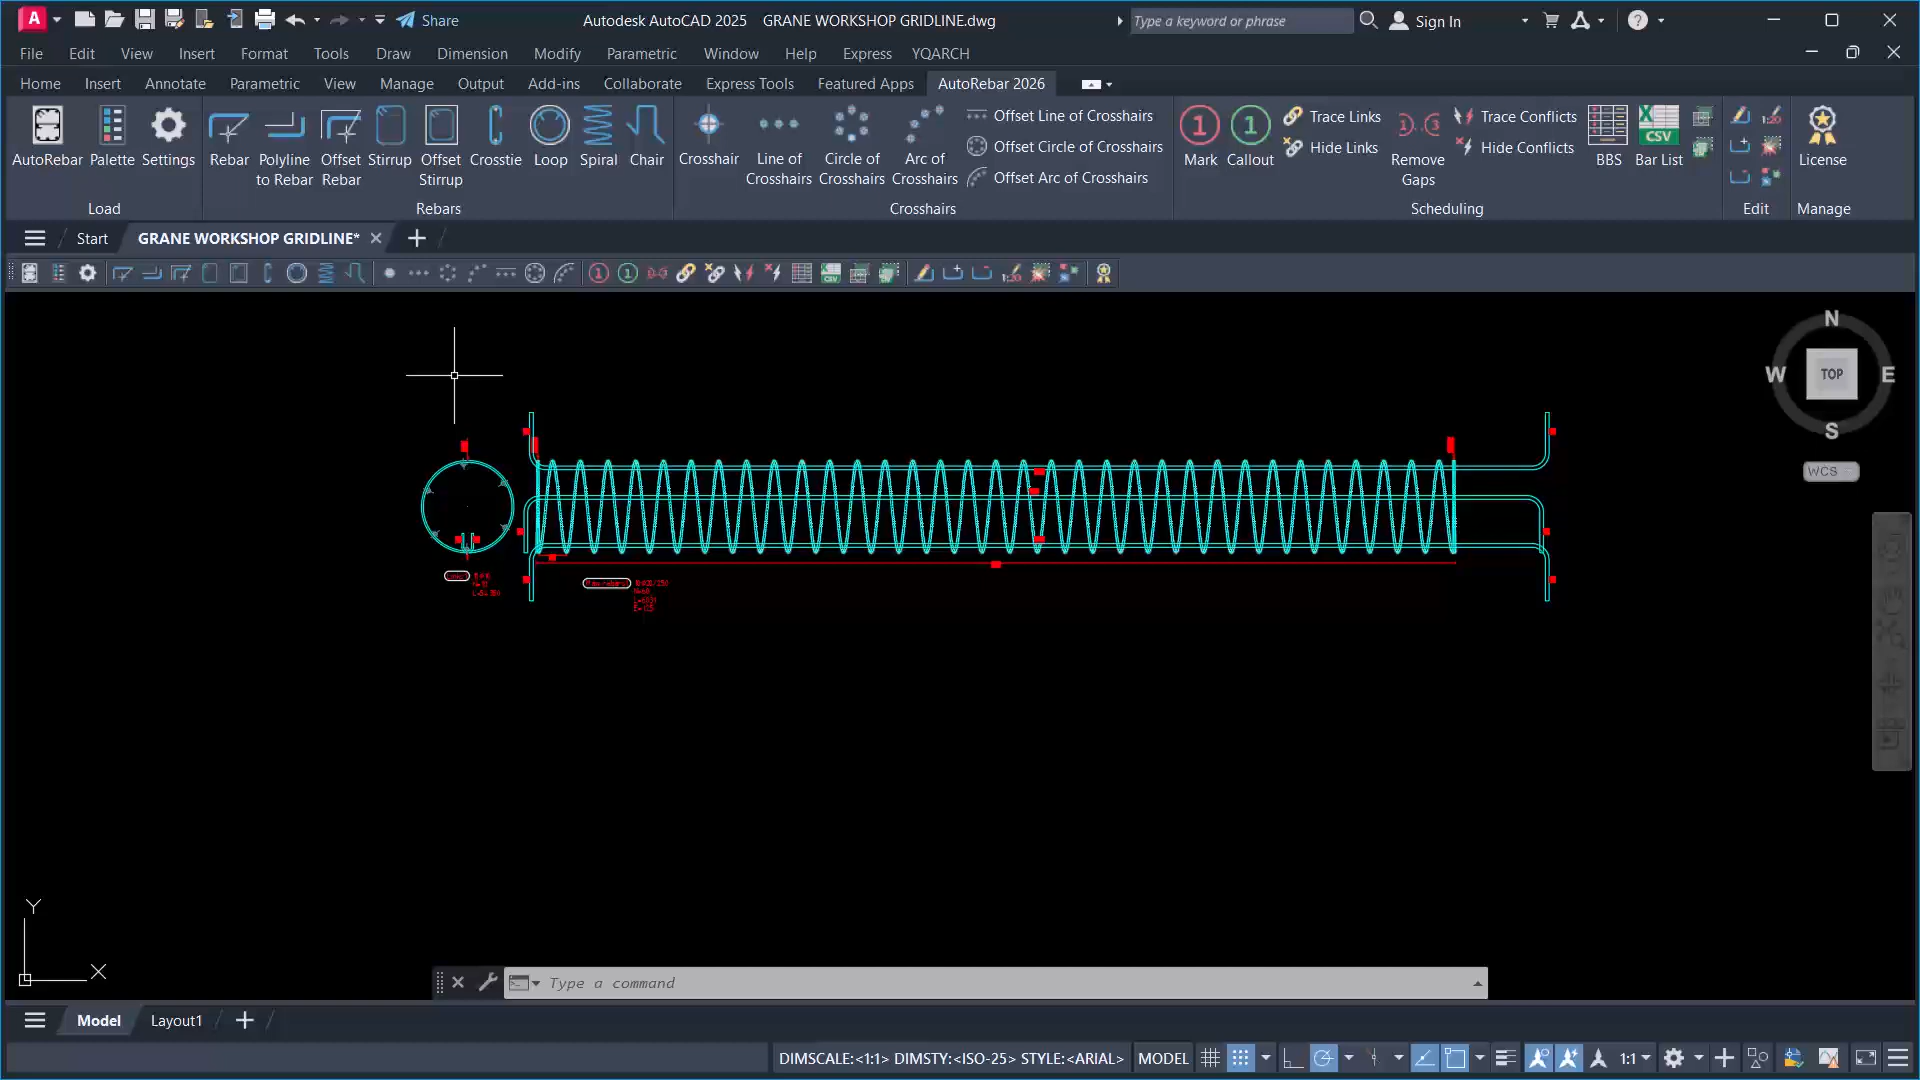 A
Share
Autodesk AutoCAD 2025 GRANE WORKSHOP GRIDLINE.dwg
Type a keyword or phrase
Sign In
File Edit View Insert Format Tools Draw Dimension Modify Parametric Window Help Express YQARCH
Home Insert Annotate Parametric View Manage Output Add-ins Collaborate Express Tools Featured Apps AutoRebar 2026
AutoRebar
Palette
Settings
Load
Rebar
Polyline
to Rebar
Offset
Rebar
Stirrup
Offset
Stirrup
Crosstie
Loop
Spiral
Chair
Rebars
Crosshair
Line of
Crosshairs
Circle of
Crosshairs
Arc of
Crosshairs
Offset Line of Crosshairs
Offset Circle of Crosshairs
Offset Arc of Crosshairs
Crosshairs
1
Mark
1
Callout
Trace Links
Hide Links
Remove
Gaps
Trace Conflicts
Hide Conflicts
BBS
CSV
Bar List
Scheduling
Edit
License
Manage
Start
GRANE WORKSHOP GRIDLINE*
N
W
TOP
E
S
WCS
Y
X
Type a command
Model Layout1
DIMSCALE:<1:1> DIMSTY:<ISO-25> STYLE:<ARIAL>
MODEL
1:1